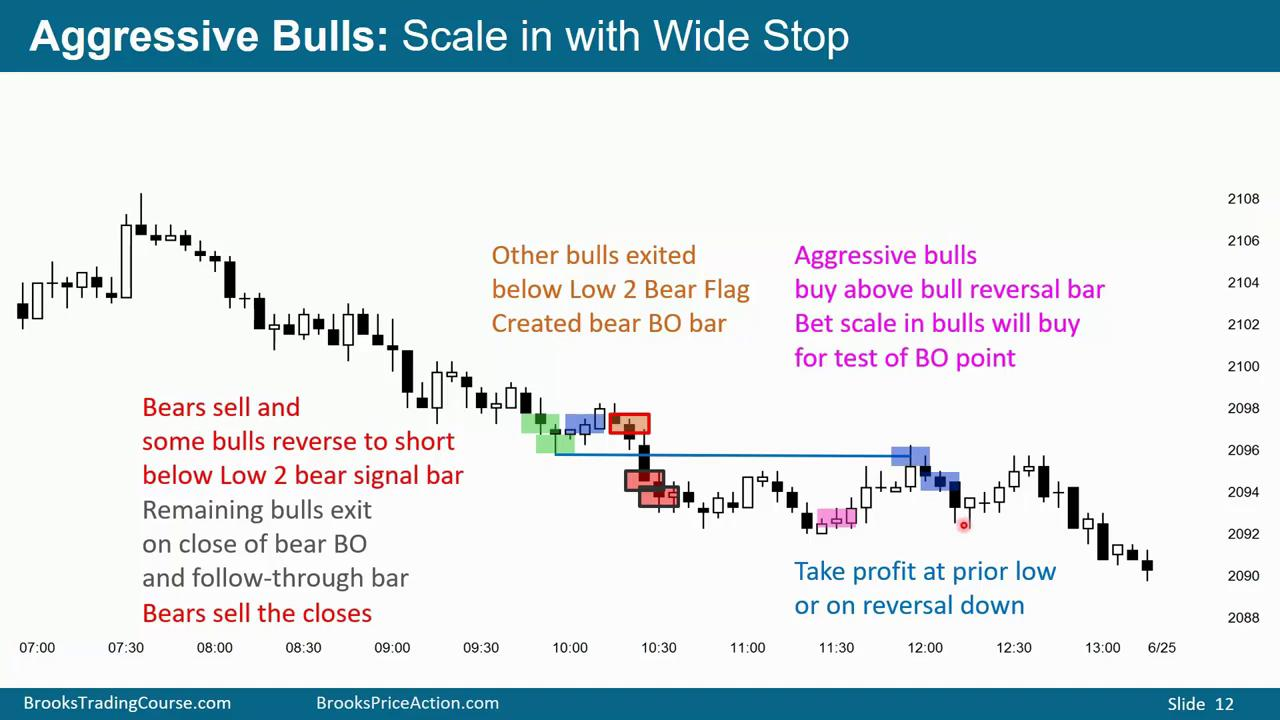 Aggressive Bulls: Scale in with Wide Stop
Other bulls exited
below Low 2 Bear Flag
Created bear BO bar
Aggressive bulls
buy above bull reversal bar
Bet scale in bulls will buy
for test of BO point
Bears sell and
some bulls reverse to short
below Low 2 bear signal bar
Remaining bulls exit
on close of bear BO
and follow-through bar
Bears sell the closes
Take profit at prior low
or on reversal down
2108
2106
2104
2102
2100
2098
2096
2094
2092
2090
2088
07:00 07:30 08:00 08:30 09:00 09:30 10:00 10:30 11:00 11:30 12:00 12:30 13:00 6/25
BrooksTradingCourse.com BrooksPriceAction.com Slide 12